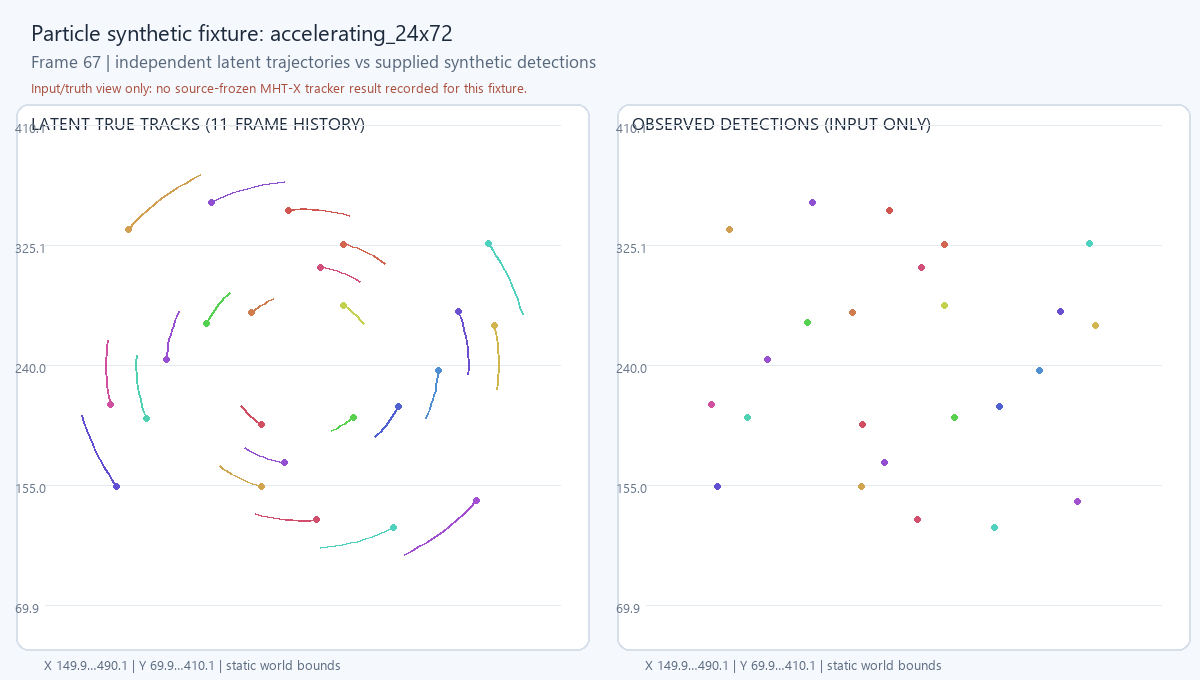 Particle synthetic fixture: accelerating_24x72
Frame 67 | independent latent trajectories vs supplied synthetic detections
Input/truth view only: no source-frozen MHT-X tracker result recorded for this fixture.
LATENT TRUE TRACKS (11-FRAME HISTORY)
410.1
325.1
240.0
155.0
69.9
X 149.9...490.1 | Y 69.9...410.1 | static world bounds
OBSERVED DETECTIONS (INPUT ONLY)
410.1
325.1
240.0
155.0
69.9
X 149.9...490.1 | Y 69.9...410.1 | static world bounds